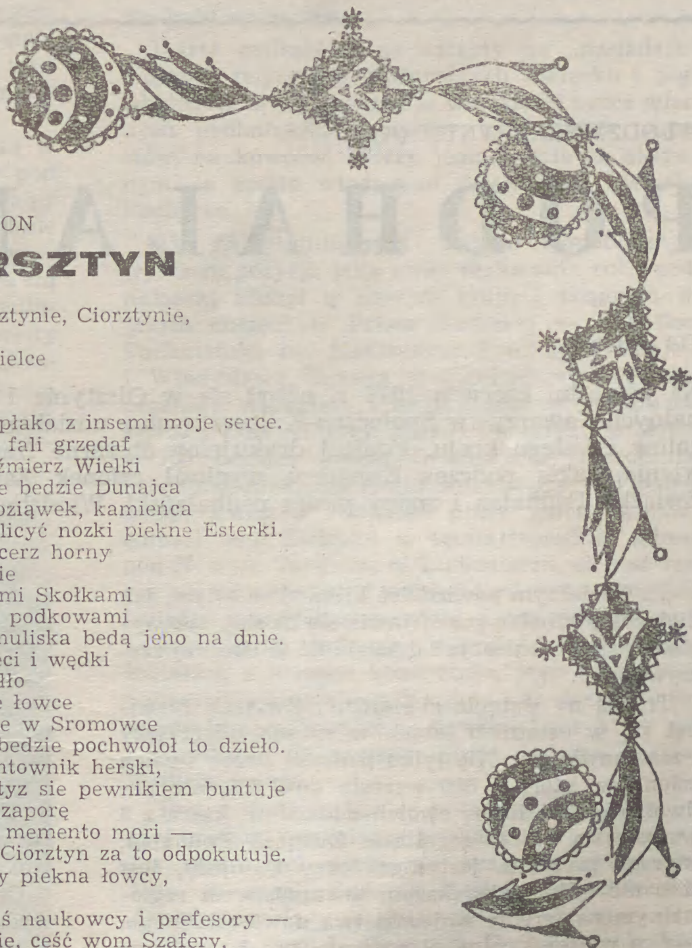 ON
RSZTYN
ztynie, Ciorztynie,
ielce
płako z insemi moje serce.
fali grzędaf
źmierz Wielki
e bedzie Dunajca
oziąwek, kamieńca
licyć nozki piekne Esterki.
cerz horny
ie
mi Skołkami
podkowami
muliska bedą jeno na dnie.
eci i wędki
łło
e łowce
e w Sromowce
bedzie pochwoloł to dzieło.
ntownik herski,
tyz sie pewnikiem buntuje
zaporę
memento mori —
Ciorztyn za to odpokutuje.
y piekna łowcy,
ś naukowcy i prefesory —
ie, ceść wom Szafery,